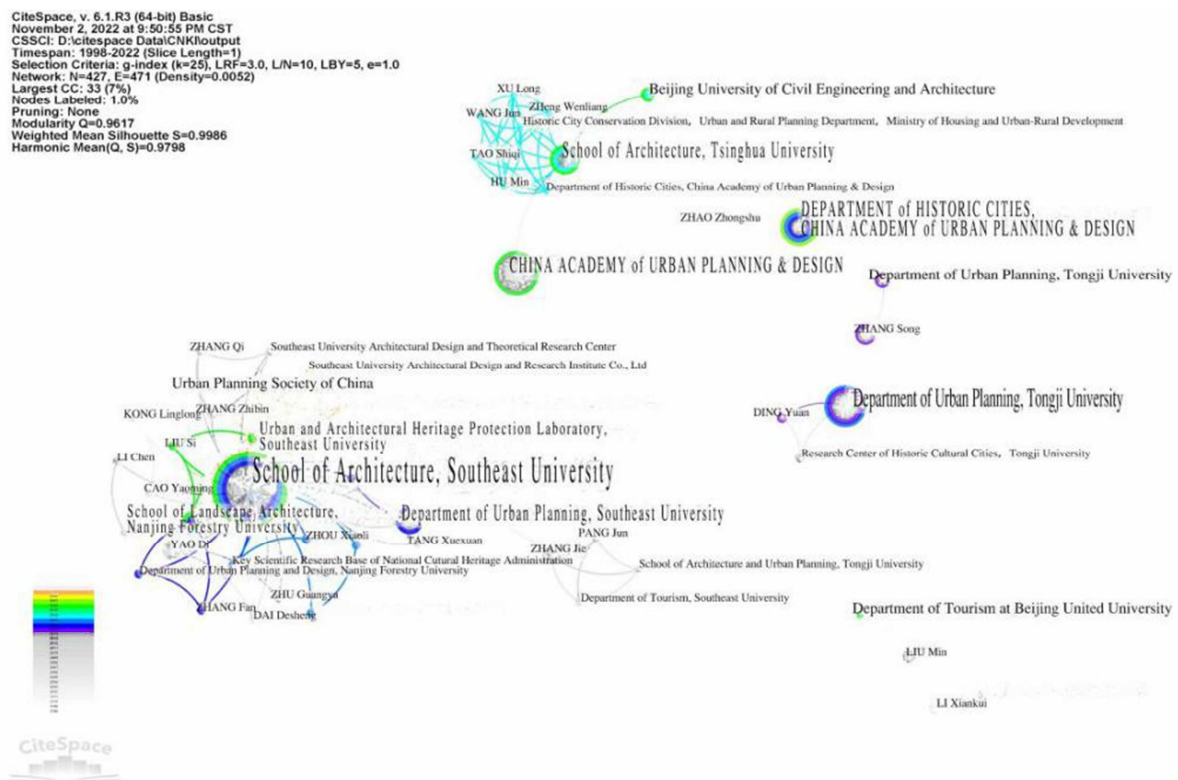 CiteSpace, v. 6.1.R3 (64-bit) Basic
November 2, 2022 at 9:50:55 PM CST
CSSCI: D:\citespace Data\CNKI\output
Timespan: 1998-2022 (Slice Length=1)
Selection Criteria: g-index (k=25), LRF=3.0, L/N=10, LBY=5, e=1.0
Network: N=427, E=471 (Density=0.0052)
Largest CC: 33 (7%)
Nodes Labeled: 1.0%
Pruning: None
Modularity Q=0.9617
Weighted Mean Silhouette S=0.9986
Harmonic Mean(Q, S)=0.9798
XU Long
Beijing University of Civil Engineering and Architecture
ZHeng Wenliang
WANG Jun
Historic City Conservation Division, Urban and Rural Planning Department, Ministry of Housing and Urban-Rural Development
TAO Shiqi
School of Architecture, Tsinghua University
HU Min
Department of Historic Cities, China Academy of Urban Planning & Design
ZHAO Zhongshu
DEPARTMENT of HISTORIC CITIES,
CHINA ACADEMY of URBAN PLANNING & DESIGN
CHINA ACADEMY of URBAN PLANNING & DESIGN
Department of Urban Planning, Tongji University
ZHANG Song
ZHANG Qi
Southeast University Architectural Design and Theoretical Research Center
Southeast University Architectural Design and Research Institute Co., Ltd
Urban Planning Society of China
Department of Urban Planning, Tongji University
KONG Linglong
ZHANG Zhibin
DING Yuan
Urban and Architectural Heritage Protection Laboratory,
Southeast University
LIU Si
Research Center of Historic Cultural Cities, Tongji University
LI Chen
School of Architecture, Southeast University
CAO Yaoming
School of Landscape Architecture,
Nanjing Forestry University
Department of Urban Planning, Southeast University
ZHOU Xiaoli
TANG Xuexuan
PANG Jun
YAO Di
ZHANG Jie
Key Scientific Research Base of National Cutural Heritage Administration
School of Architecture and Urban Planning, Tongji University
Department of Urban Planning and Design, Nanjing Forestry University
ZHU Guangya
Department of Tourism, Southeast University
ZHANG Fan
DAI Desheng
Department of Tourism at Beijing United University
LIU Min
LI Xiankui
CiteSpace